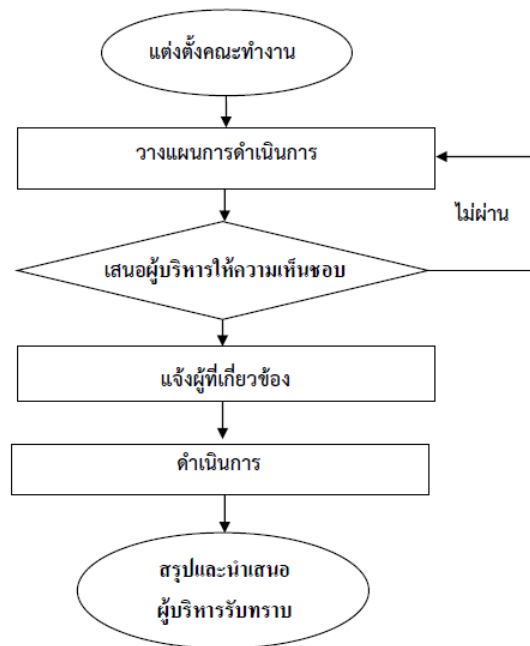 แต่งตั้งคณะทำงาน
วางแผนการดำเนินการ
ไม่ผ่าน
เสนอผู้บริหารให้ความเห็นชอบ
แจ้งผู้ที่เกี่ยวข้อง
ดำเนินการ
สรุปและนำเสนอ
ผู้บริหารรับทราบ